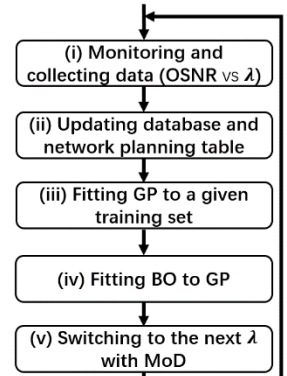 (i) Monitoring and
collecting data (OSNR vs λ)
(ii) Updating database and
network planning table
(iii) Fitting GP to a given
training set
(iv) Fitting BO to GP
(v) Switching to the next λ
with MoD